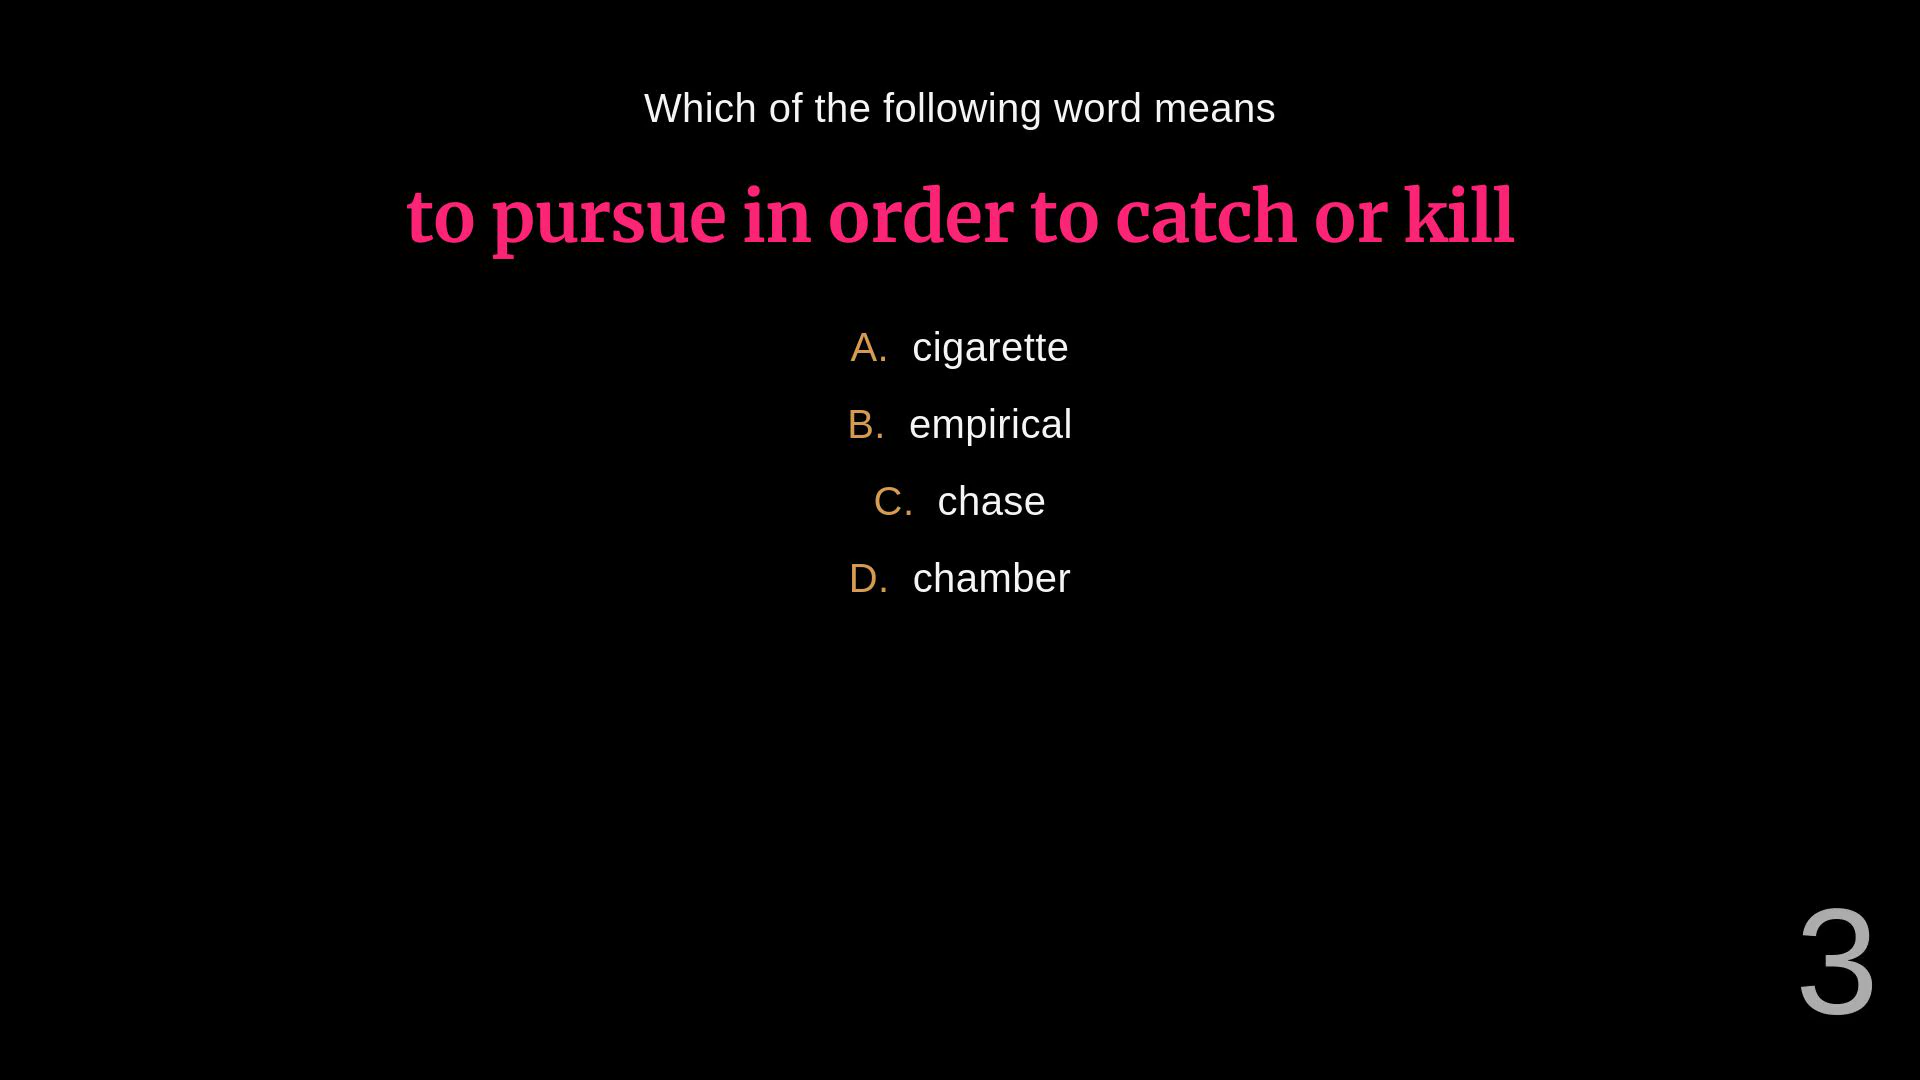 Which of the following word means
to pursue in order to catch or kill
A. cigarette
B. empirical
C. chase
D. chamber
3